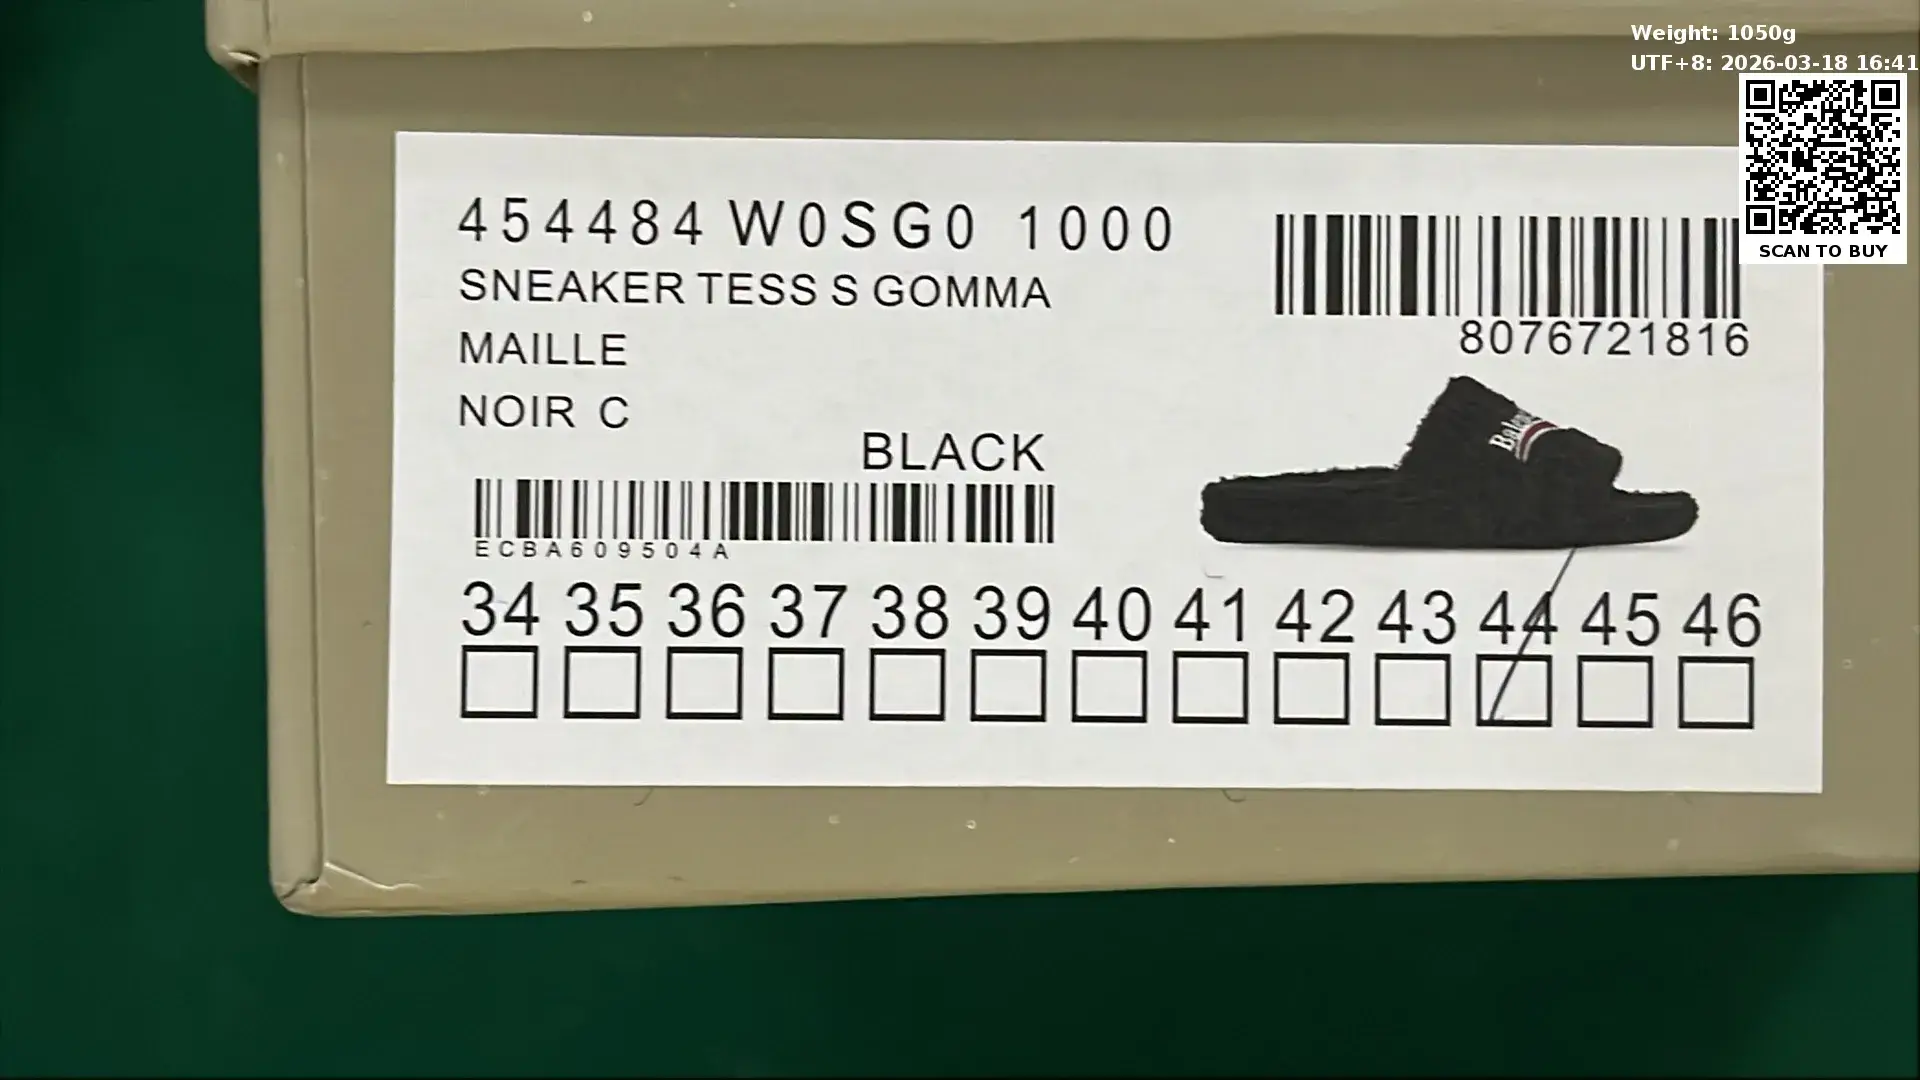 Weight: 1050g
UTF+8: 2026-03-18 16:41
SCAN TO BUY
454484 W0SG0 1000
SNEAKER TESS S GOMMA
MAILLE
NOIR C
BLACK
8076721816
ECBA609504A
34 35 36 37 38 39 40 41 42 43 44 45 46